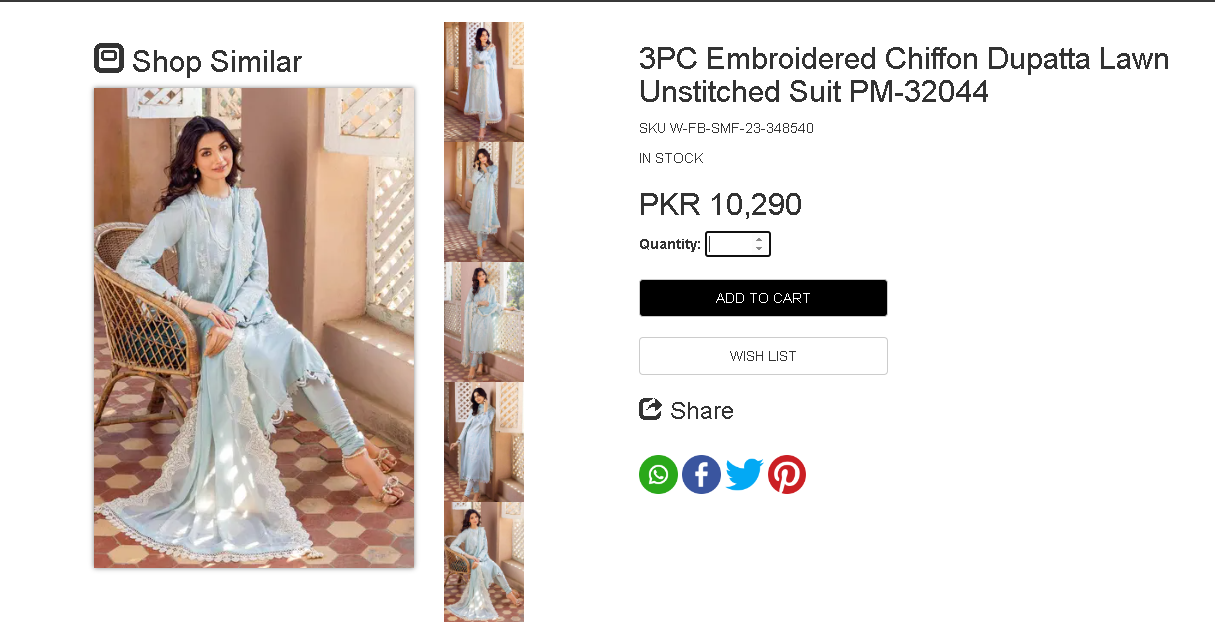 Shop Similar
3PC Embroidered Chiffon Dupatta Lawn
Unstitched Suit PM-32044
SKU W-FB-SMF-23-348540
IN STOCK
PKR 10,290
Quantity:
ADD TO CART
WISH LIST
Share